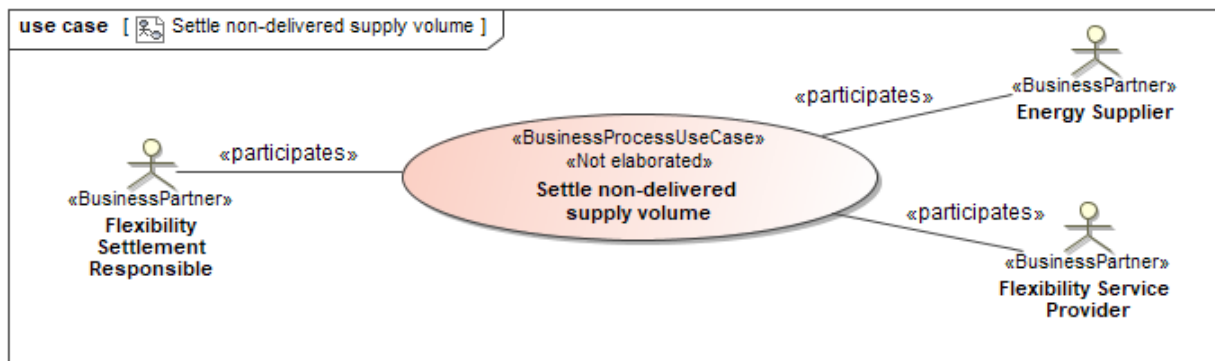 use case [ Settle non-delivered supply volume ]
«BusinessPartner»
Energy Supplier
«participates»
«BusinessProcessUseCase»
«Not elaborated»
Settle non-delivered
supply volume
«participates»
«BusinessPartner»
Flexibility
Settlement
Responsible
«participates»
«BusinessPartner»
Flexibility Service
Provider